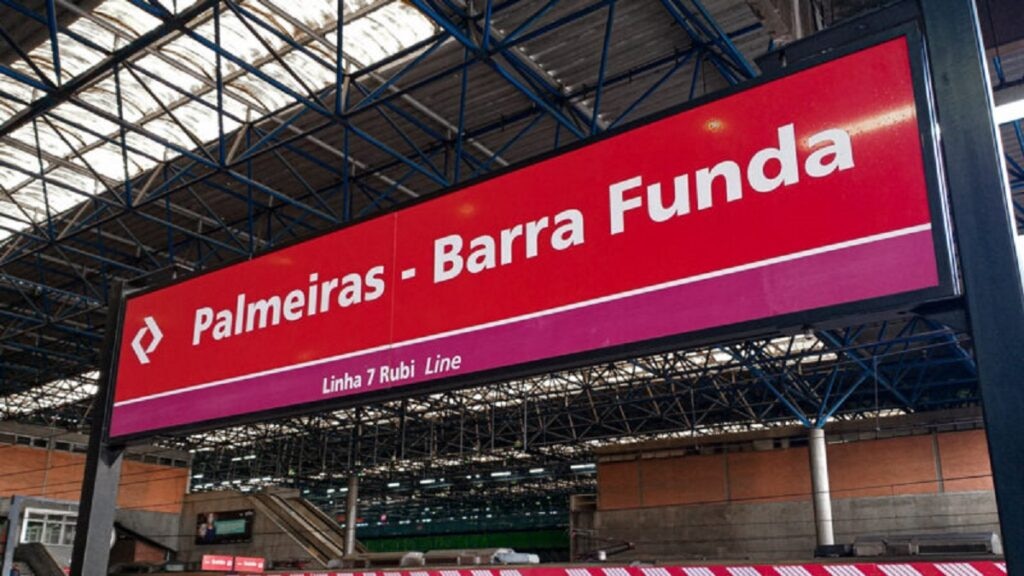 Palmeiras - Barra Funda
Linha 7 Rubi Line